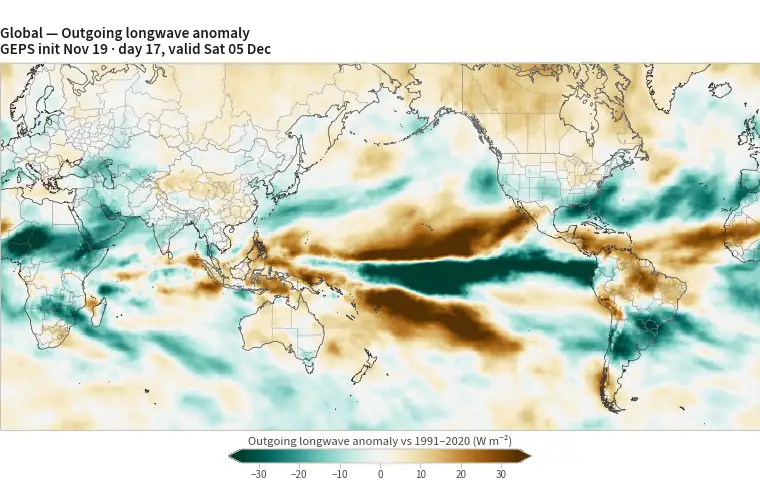 Global — Outgoing longwave anomaly
GEPS init Nov 19 · day 17, valid Sat 05 Dec
Outgoing longwave anomaly vs 1991–2020 (W m⁻²)
−30 −20 −10 0 10 20 30